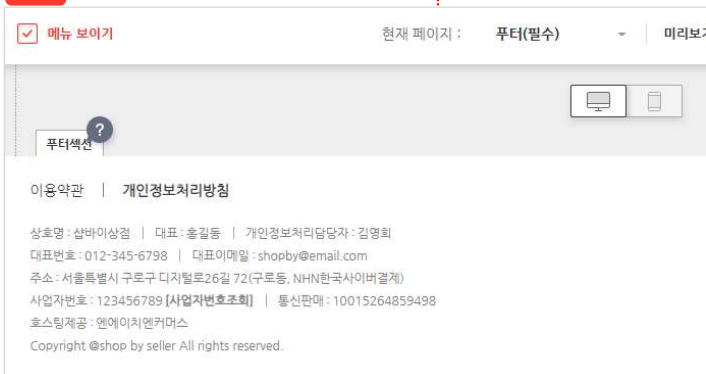 메뉴 보이기 현재 페이지 : 푸터(필수) 미리보기
?
푸터섹션
이용약관 | 개인정보처리방침
상호명 : 샵바이상점 | 대표 : 홍길동 | 개인정보처리담당자 : 김영희
대표번호 : 012-345-6798 | 대표이메일 : shopby@email.com
주소 : 서울특별시 구로구 디지털로26길 72(구로동, NHN한국사이버결제)
사업자번호 : 123456789 [사업자번호조회] | 통신판매 : 10015264859498
호스팅제공 : 엔에이치엔커머스
Copyright @shop by seller All rights reserved.